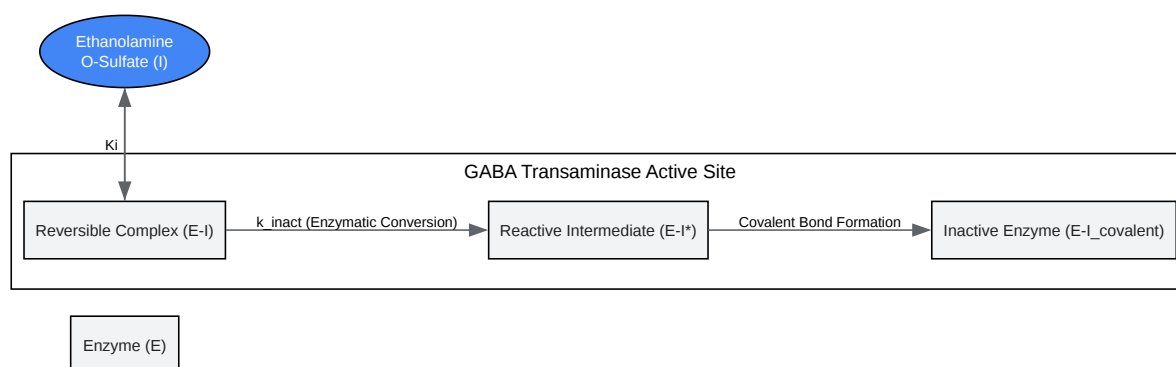 Ethanolamine
O-Sulfate (I)
Ki
GABA Transaminase Active Site
Reversible Complex (E-I)
k_inact (Enzymatic Conversion)
Reactive Intermediate (E-I*)
Covalent Bond Formation
Inactive Enzyme (E-I_covalent)
Enzyme (E)